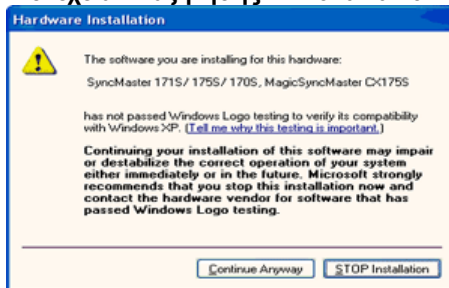 Hardware Installation
The software you are installing for this hardware:
SyncMaster 171S/ 175S/ 170S, MagicSyncMaster CX175S
has not passed Windows Logo testing to verify its compatibility
with Windows XP. (Tell me why this testing is important.)
Continuing your installation of this software may impair
or destabilize the correct operation of your system
either immediately or in the future. Microsoft strongly
recommends that you stop this installation now and
contact the hardware vendor for software that has
passed Windows Logo testing.
Continue Anyway
STOP Installation